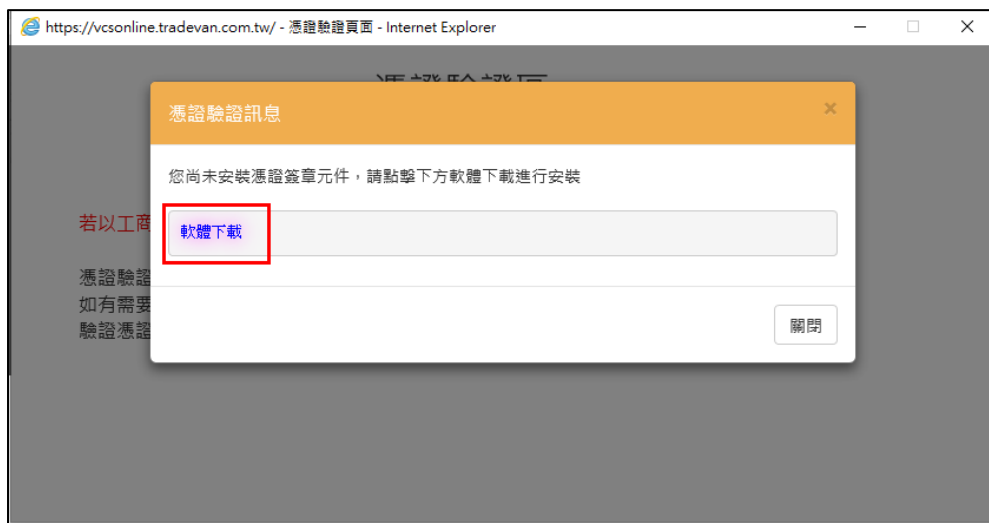 https://vcsonline.tradevan.com.tw/ - 憑證驗證頁面 - Internet Explorer
憑證驗證訊息
×
您尚未安裝憑證簽章元件，請點擊下方軟體下載進行安裝
若以工商
軟體下載
憑證驗證
如有需要
驗證憑證
關閉